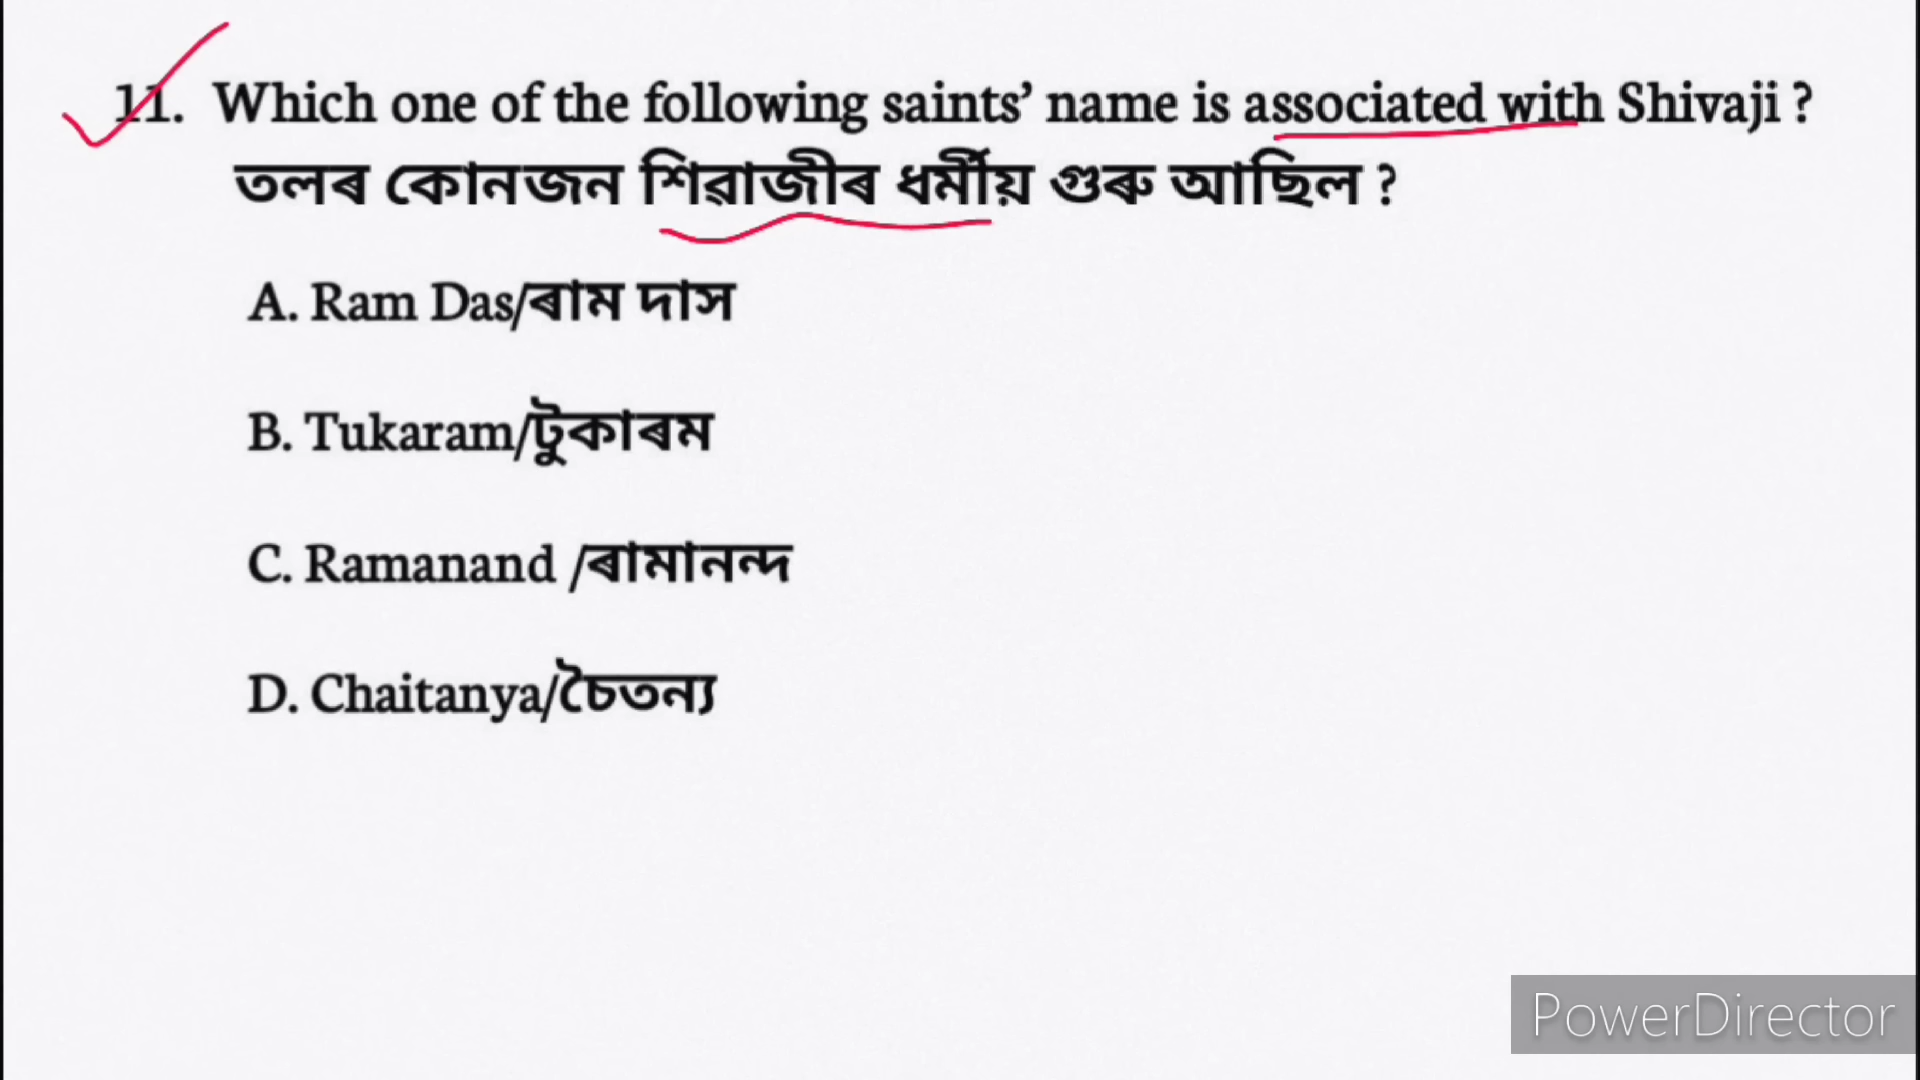 11. Which one of the following saints’ name is associated with Shivaji ?
তলৰ কোনজন শিৱাজীৰ ধৰ্মীয় গুৰু আছিল ?
A. Ram Das/ৰাম দাস
B. Tukaram/টুকাৰম
C. Ramanand /ৰামানন্দ
D. Chaitanya/চৈতন্য
PowerDirector